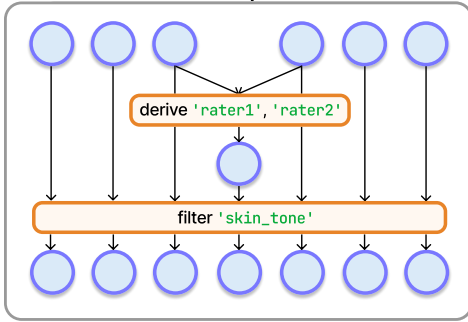 derive 'rater1', 'rater2'
filter 'skin_tone'